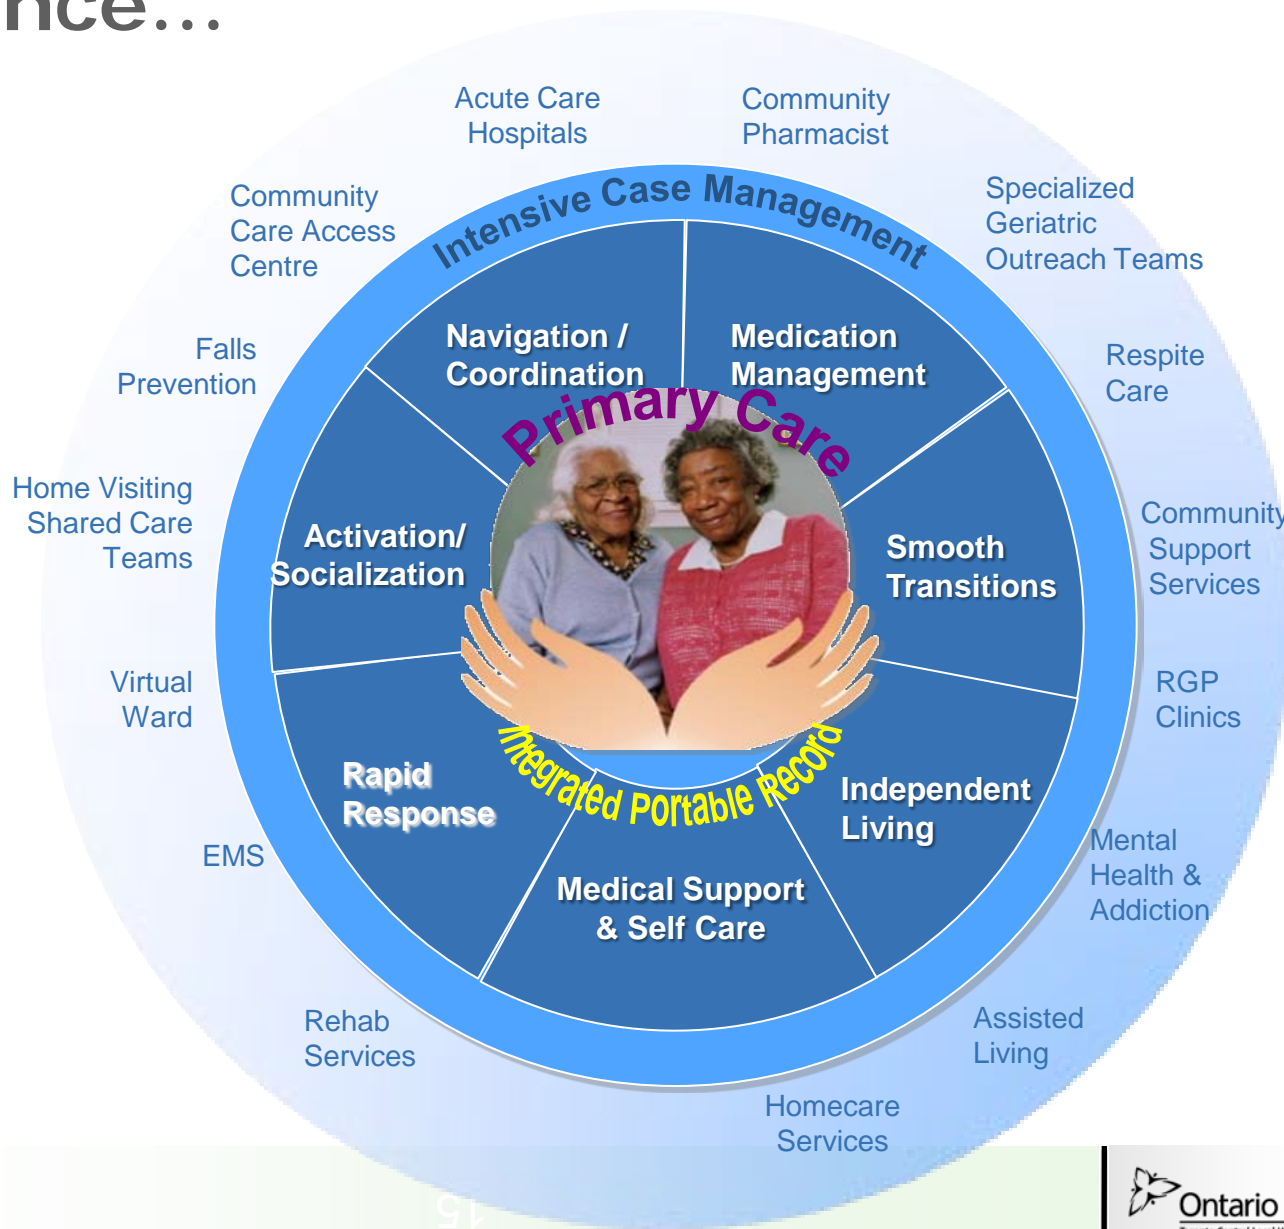 nce...
Acute Care
Hospitals
Community
Pharmacist
Community
Care Access
Centre
Specialized
Geriatric
Outreach Teams
Intensive Case Management
Falls
Prevention
Navigation /
Coordination
Medication
Management
Respite
Care
Primary Care
Home Visiting
Shared Care
Teams
Activation/
Socialization
Smooth
Transitions
Community
Support
Services
Virtual
Ward
RGP
Clinics
Integrated Portable Record
Rapid
Response
Independent
Living
EMS
Medical Support
& Self Care
Mental
Health &
Addiction
Rehab
Services
Assisted
Living
Homecare
Services
15
Ontario